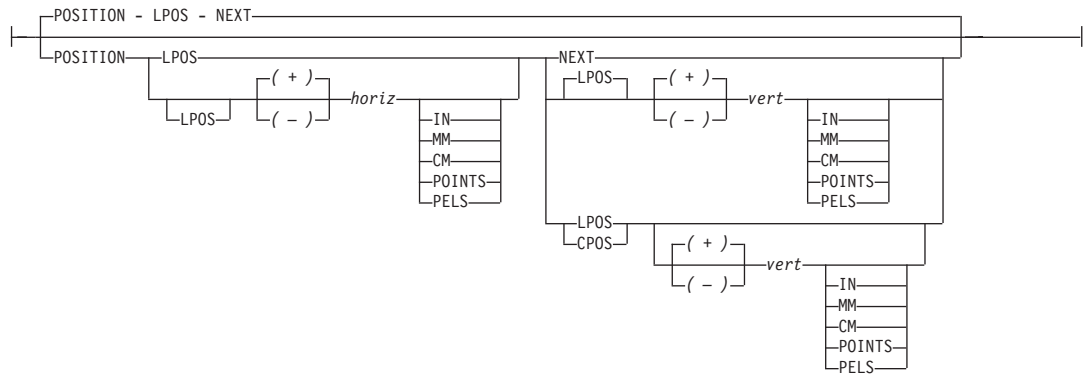 POSITION - LPOS - NEXT
POSITION LPOS NEXT
( + ) LPOS ( + )
horiz vert
LPOS ( – ) ( – )
IN IN
MM MM
CM CM
POINTS POINTS
PELS PELS
LPOS
CPOS ( + )
vert
( – )
IN
MM
CM
POINTS
PELS